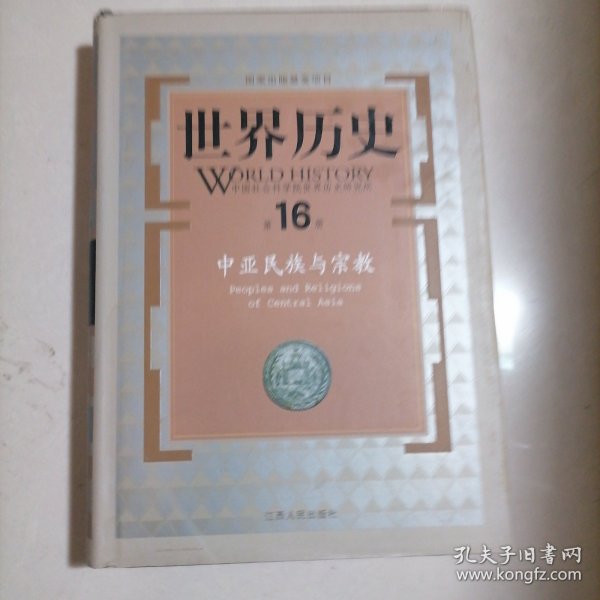 国家出版基金项目
世界历史
WORLD HISTORY
中国社会科学院世界历史研究所
第16册
中亚民族与宗教
Peoples and Religions
of Central Asia
江西人民出版社
孔夫子旧书网
www.kongfz.com